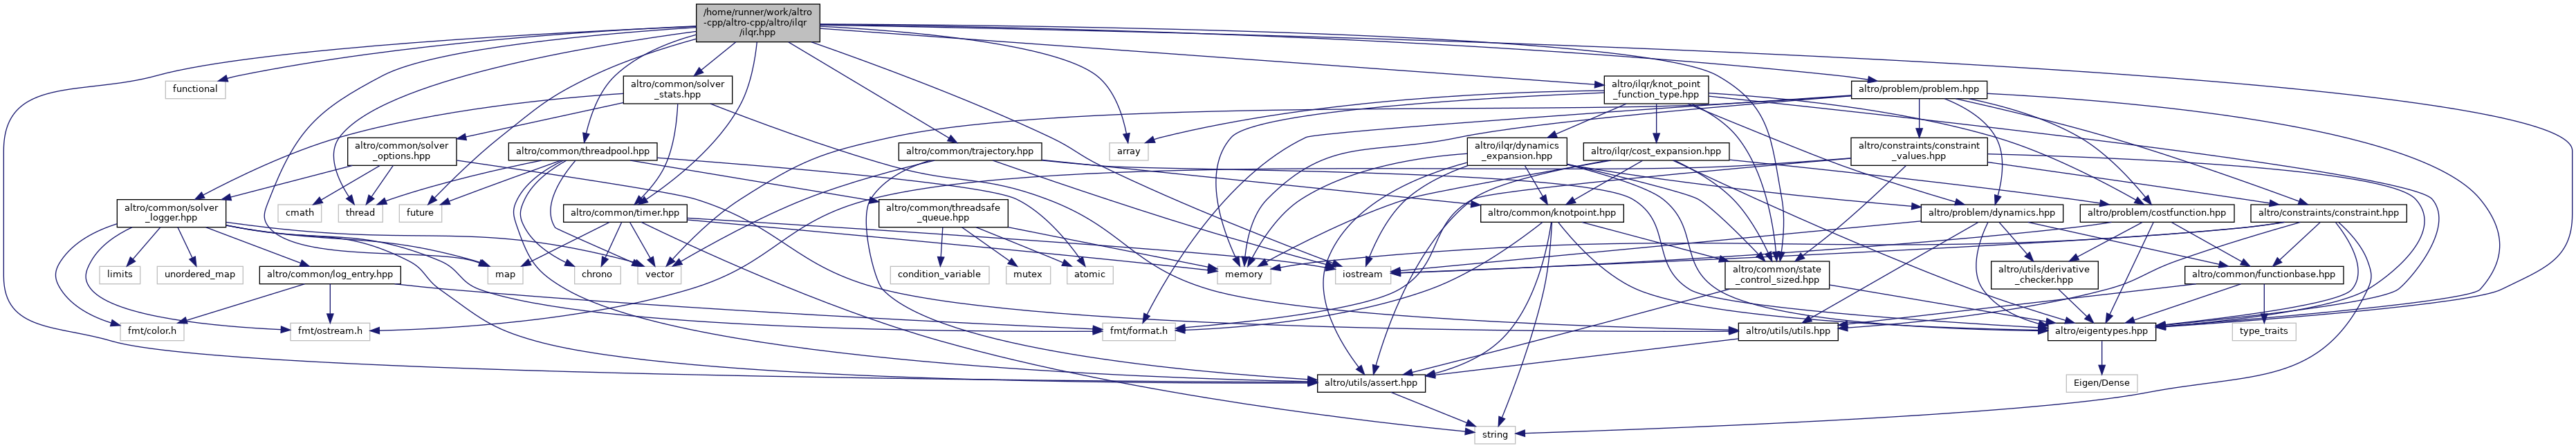 /home/runner/work/altro
-cpp/altro-cpp/altro/ilqr
/ilqr.hpp
functional
altro/common/solver
_stats.hpp
altro/ilqr/knot_point
_function_type.hpp
altro/problem/problem.hpp
altro/common/solver
_options.hpp
altro/common/threadpool.hpp
altro/common/trajectory.hpp
array
altro/ilqr/dynamics
_expansion.hpp
altro/ilqr/cost_expansion.hpp
altro/constraints/constraint
_values.hpp
altro/common/solver
_logger.hpp
cmath
thread
future
altro/common/timer.hpp
altro/common/threadsafe
_queue.hpp
altro/common/knotpoint.hpp
altro/problem/dynamics.hpp
altro/problem/costfunction.hpp
altro/constraints/constraint.hpp
limits
unordered_map
altro/common/log_entry.hpp
map
chrono
vector
condition_variable
mutex
atomic
memory
iostream
altro/common/state
_control_sized.hpp
altro/utils/derivative
_checker.hpp
altro/common/functionbase.hpp
fmt/color.h
fmt/ostream.h
fmt/format.h
altro/utils/utils.hpp
altro/eigentypes.hpp
type_traits
altro/utils/assert.hpp
Eigen/Dense
string